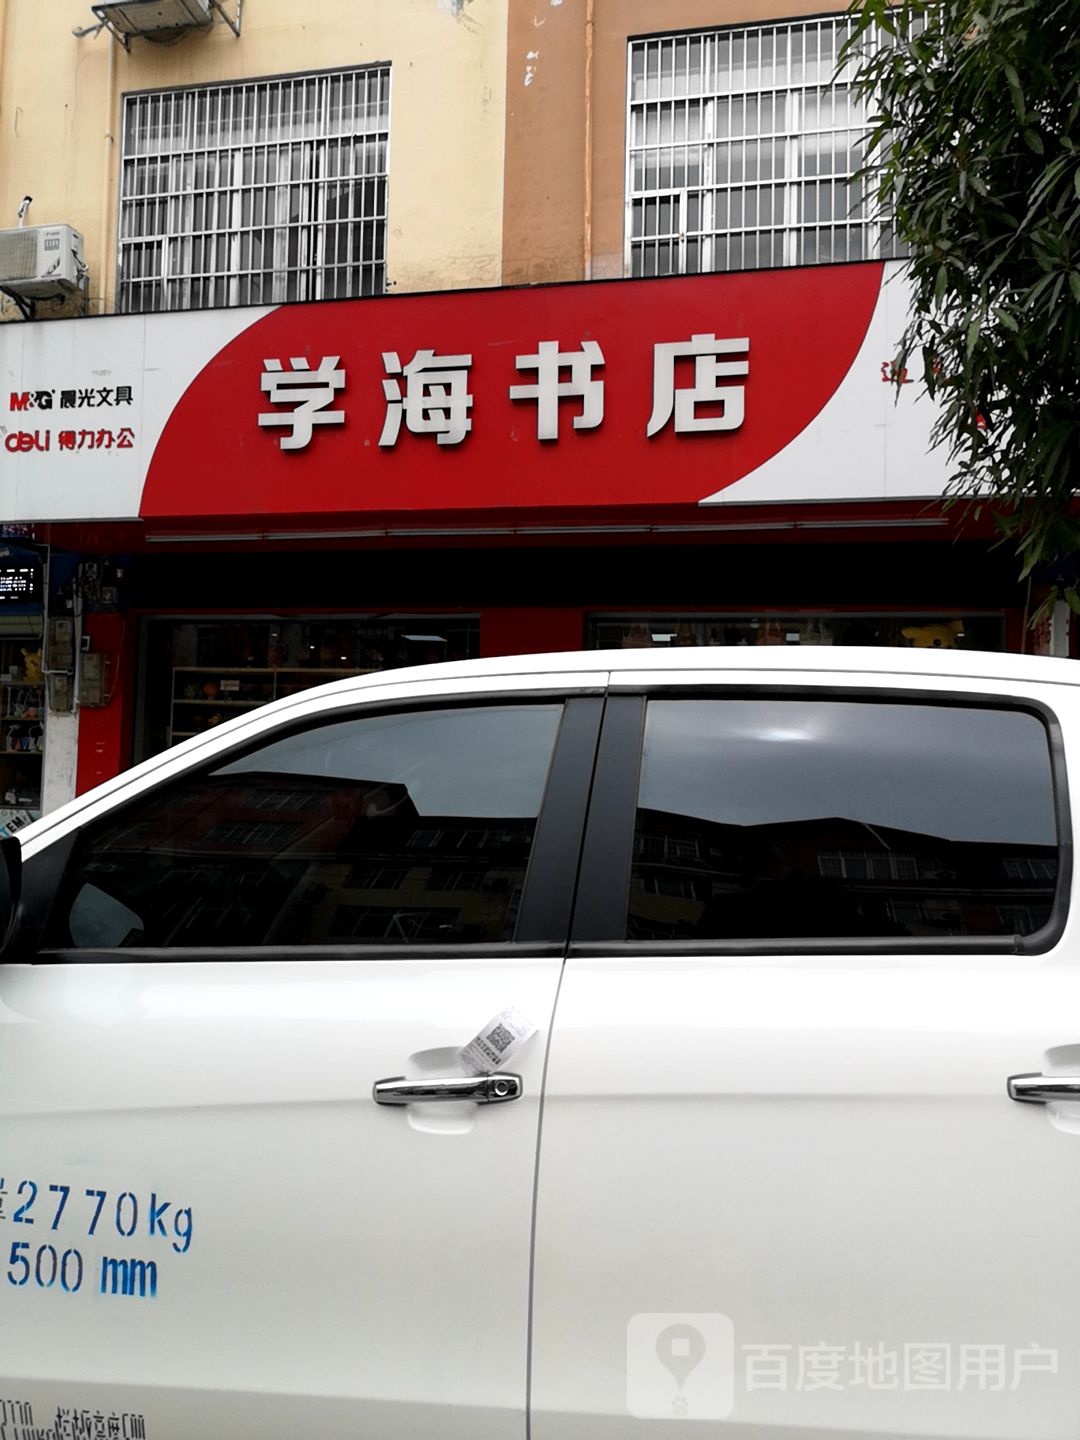 学海书店
M&G 晨光文具
deli 得力办公
2770kg
500 mm
百度地图用户